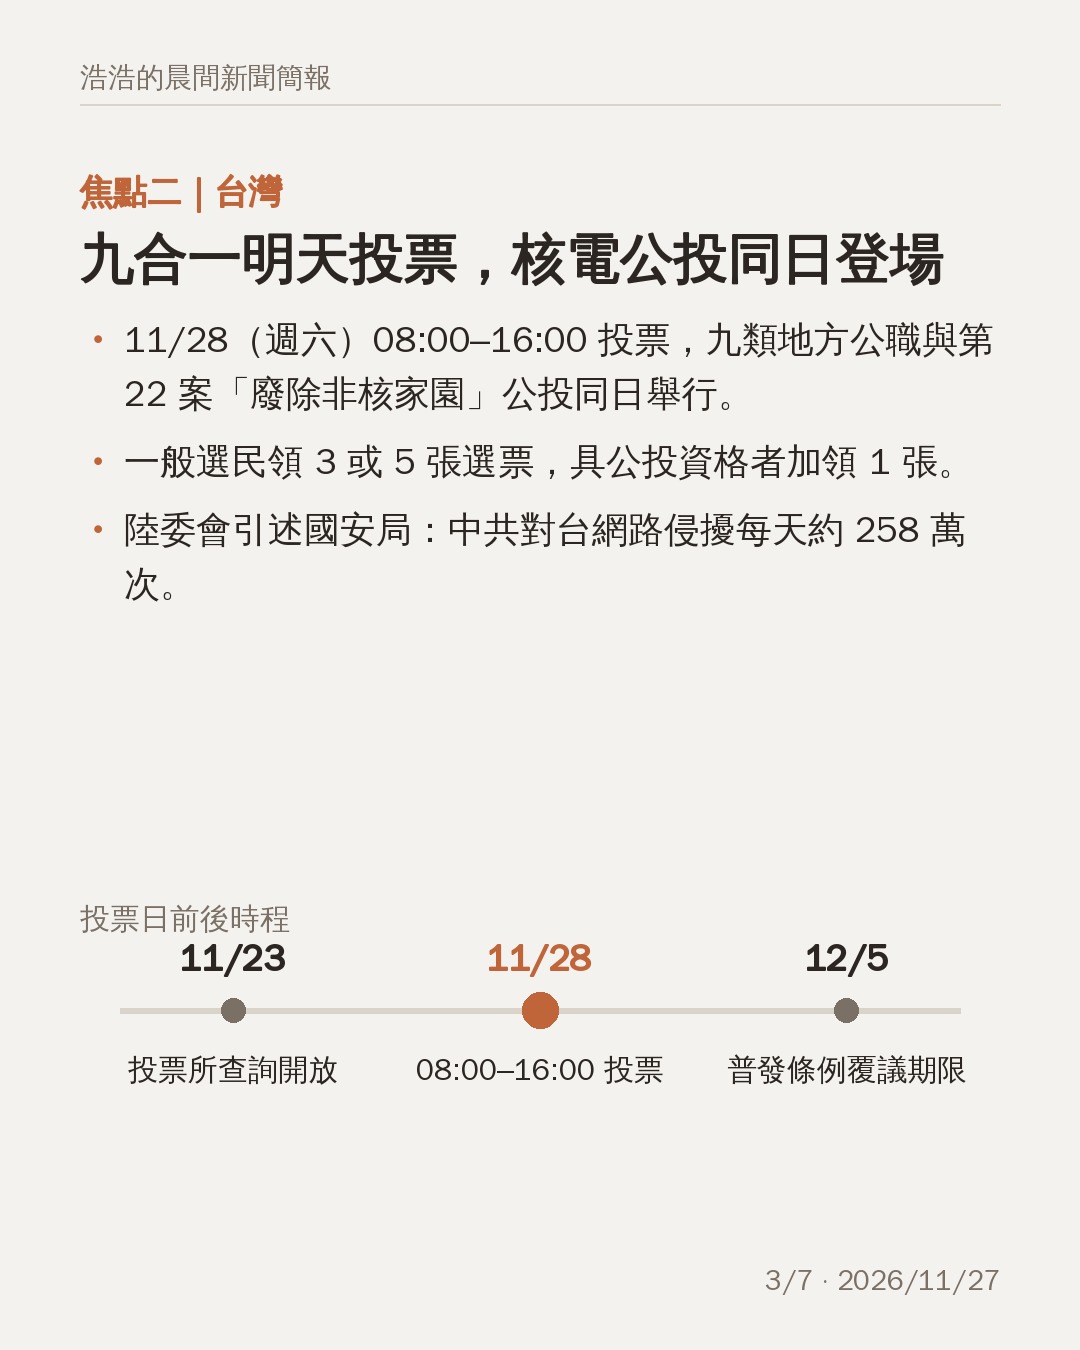 浩浩的晨間新聞簡報
焦點二｜台灣
九合一明天投票，核電公投同日登場
• 11/28（週六）08:00–16:00 投票，九類地方公職與第
22 案「廢除非核家園」公投同日舉行。
• 一般選民領 3 或 5 張選票，具公投資格者加領 1 張。
• 陸委會引述國安局：中共對台網路侵擾每天約 258 萬
次。
投票日前後時程
11/23 11/28 12/5
投票所查詢開放 08:00–16:00 投票 普發條例覆議期限
3/7 · 2026/11/27